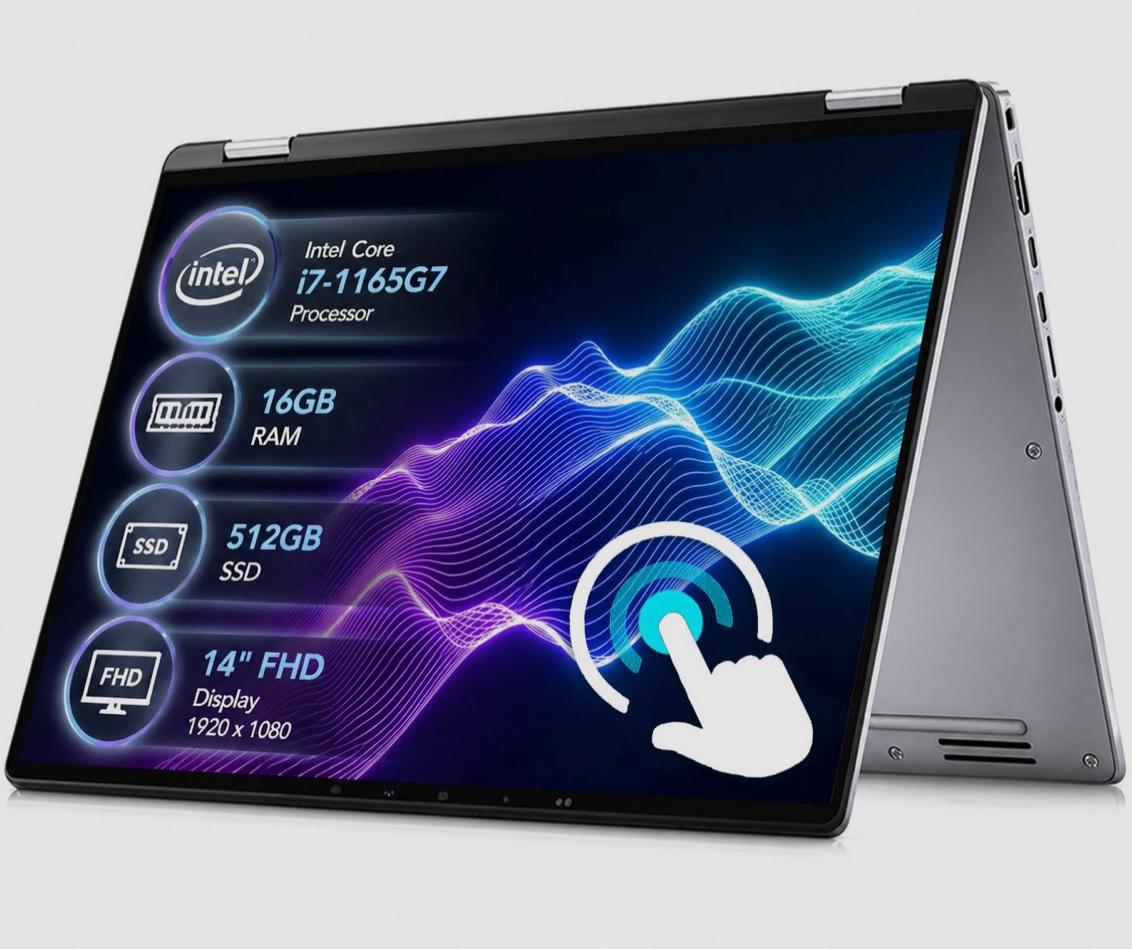 intel
Intel Core
i7-1165G7
Processor
16GB
RAM
SSD
512GB
SSD
FHD
14" FHD
Display
1920 x 1080